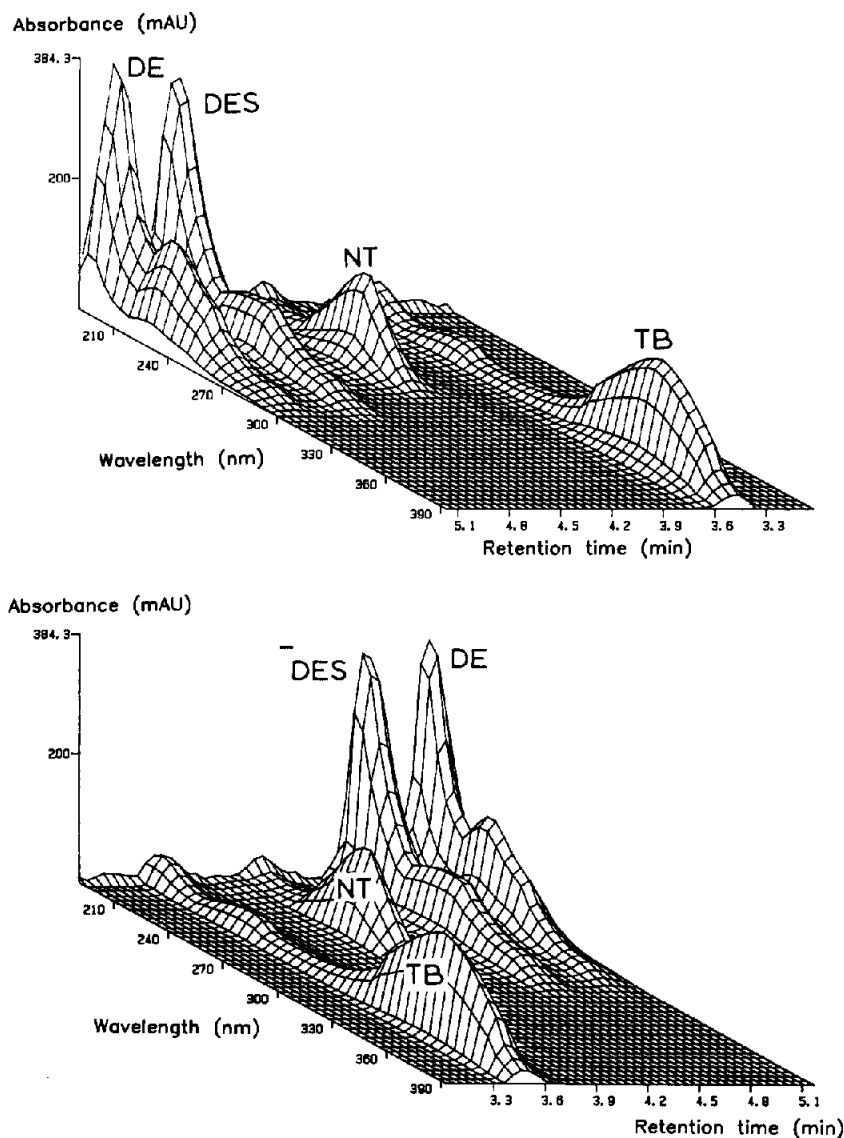 Absorbance (mAU)
384.3
DE
DES
200
NT
TB
210
240
270
300
330
360
390
Wavelength (nm)
5.1 4.8 4.5 4.2 3.9 3.6 3.3
Retention time (min)
Absorbance (mAU)
384.3
DES
DE
200
NT
TB
210
240
270
300
330
360
390
Wavelength (nm)
3.3 3.6 3.9 4.2 4.5 4.8 5.1
Retention time (min)